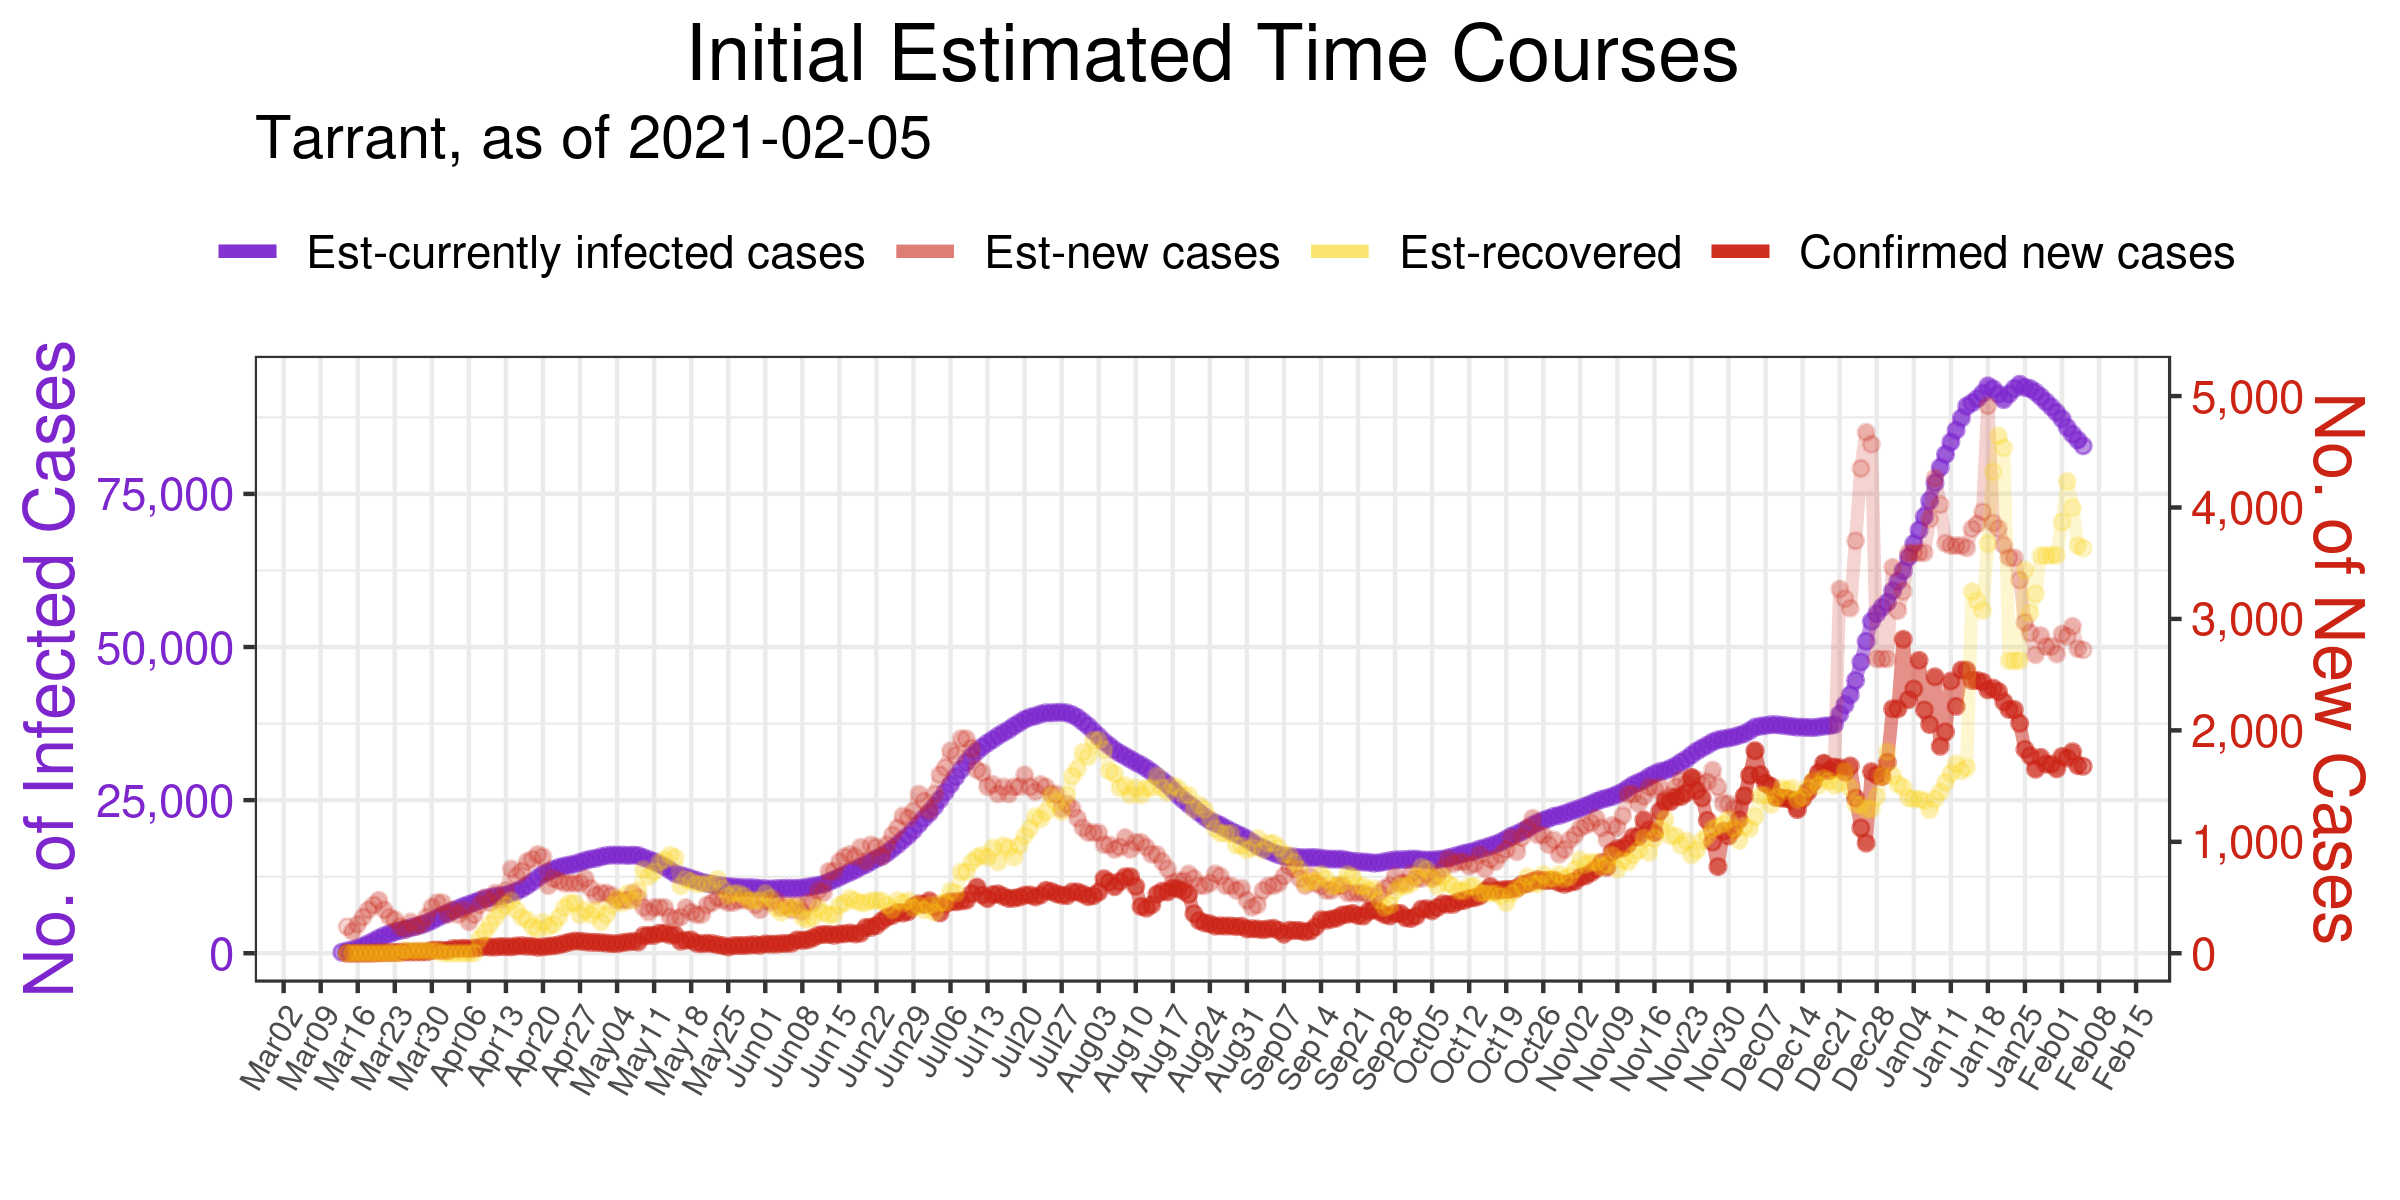 Initial Estimated Time Courses
Tarrant, as of 2021-02-05
Est-currently infected cases Est-new cases Est-recovered Confirmed new cases
No. of Infected Cases
75,000
50,000
25,000
0
5,000
4,000
3,000
2,000
1,000
0
No. of New Cases
Mar02 Mar09 Mar16 Mar23 Mar30 Apr06 Apr13 Apr20 Apr27 May04 May11 May18 May25 Jun01 Jun08 Jun15 Jun22 Jun29 Jul06 Jul13 Jul20 Jul27 Aug03 Aug10 Aug17 Aug24 Aug31 Sep07 Sep14 Sep21 Sep28 Oct05 Oct12 Oct19 Oct26 Nov02 Nov09 Nov16 Nov23 Nov30 Dec07 Dec14 Dec21 Dec28 Jan04 Jan11 Jan18 Jan25 Feb01 Feb08 Feb15